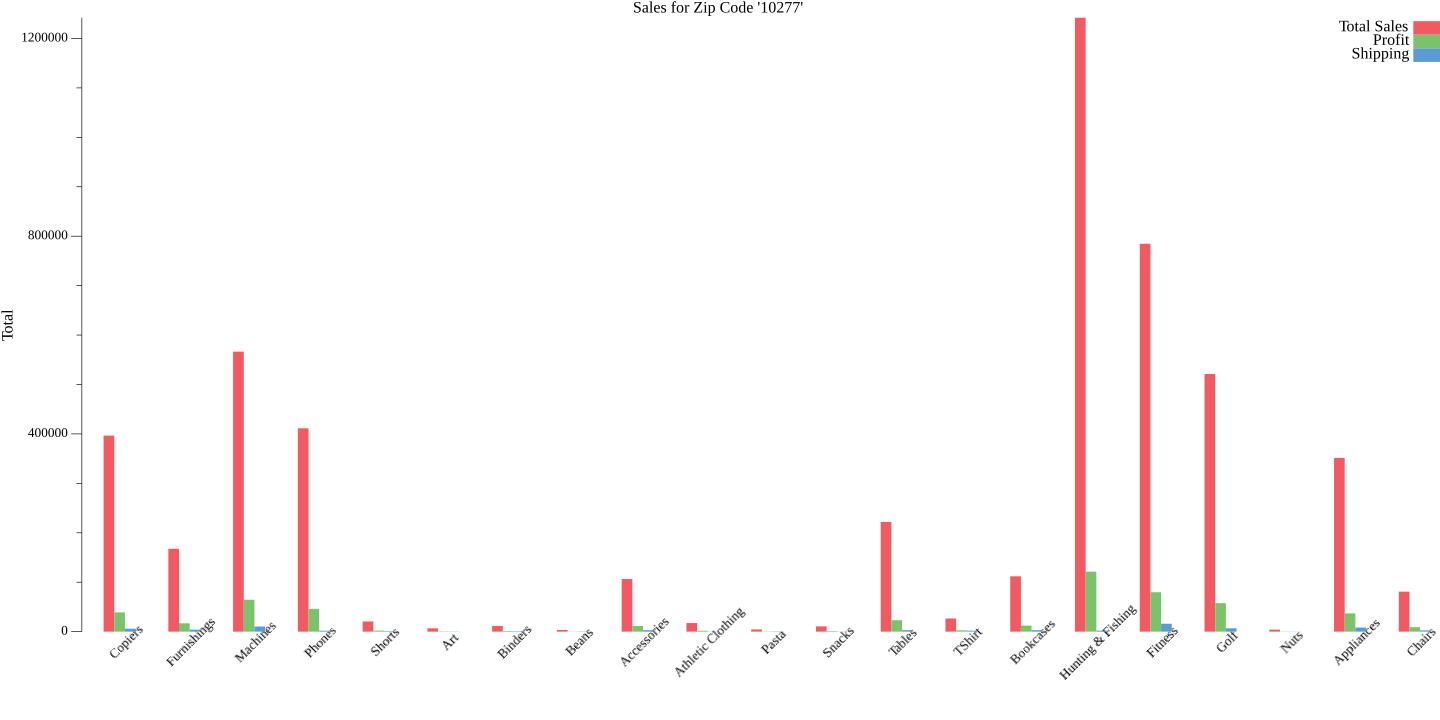 Sales for Zip Code '10277'
Total Sales
Profit
Shipping
1200000
800000
400000
0
Total
Copiers
Furnishings
Machines
Phones
Shorts
Art
Binders
Beans
Accessories
Athletic Clothing
Pasta
Snacks
Tables
TShirt
Bookcases
Hunting & Fishing
Fitness
Golf
Nuts
Appliances
Chairs